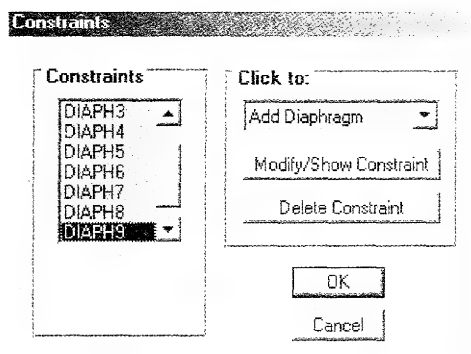 Constraints
Constraints
DIAPH3
DIAPH4
DIAPH5
DIAPH6
DIAPH7
DIAPH8
DIAPH9
Click to:
Add Diaphragm
Modify/Show Constraint
Delete Constraint
OK
Cancel